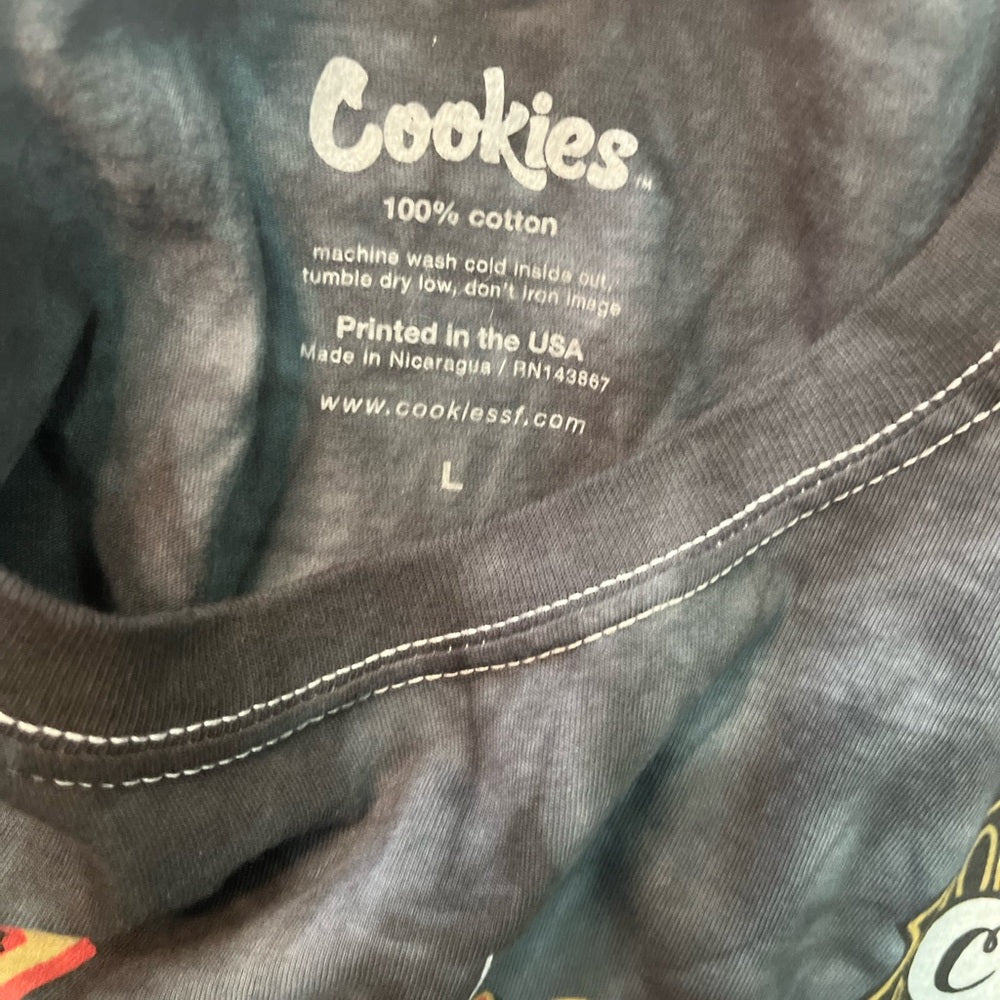 Cookies™
100% cotton
machine wash cold inside out,
tumble dry low, don't iron image
Printed in the USA
Made in Nicaragua / RN143867
www.cookiessf.com
L
C